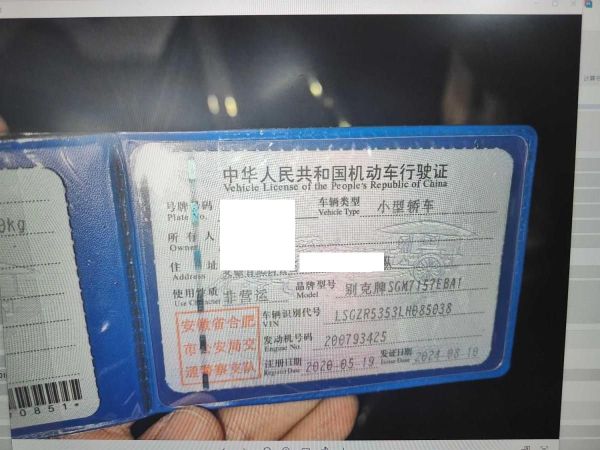 中华人民共和国机动车行驶证
Vehicle License of the People's Republic of China
号牌号码
Plate No.
车辆类型 小型轿车
Vehicle Type
所有人
Owner
住 址
Address
使用性质 非营运
Use Character
品牌型号 别克牌SGM7157EBA1
Model
车辆识别代号 LSGZR5353LH085038
VIN
发动机号码 200793425
Engine No.
注册日期 2020-05-19
Register Date
发证日期 2024-08-10
Issue Date
安徽省合肥
市公安局交
通警察支队
0kg
0851*